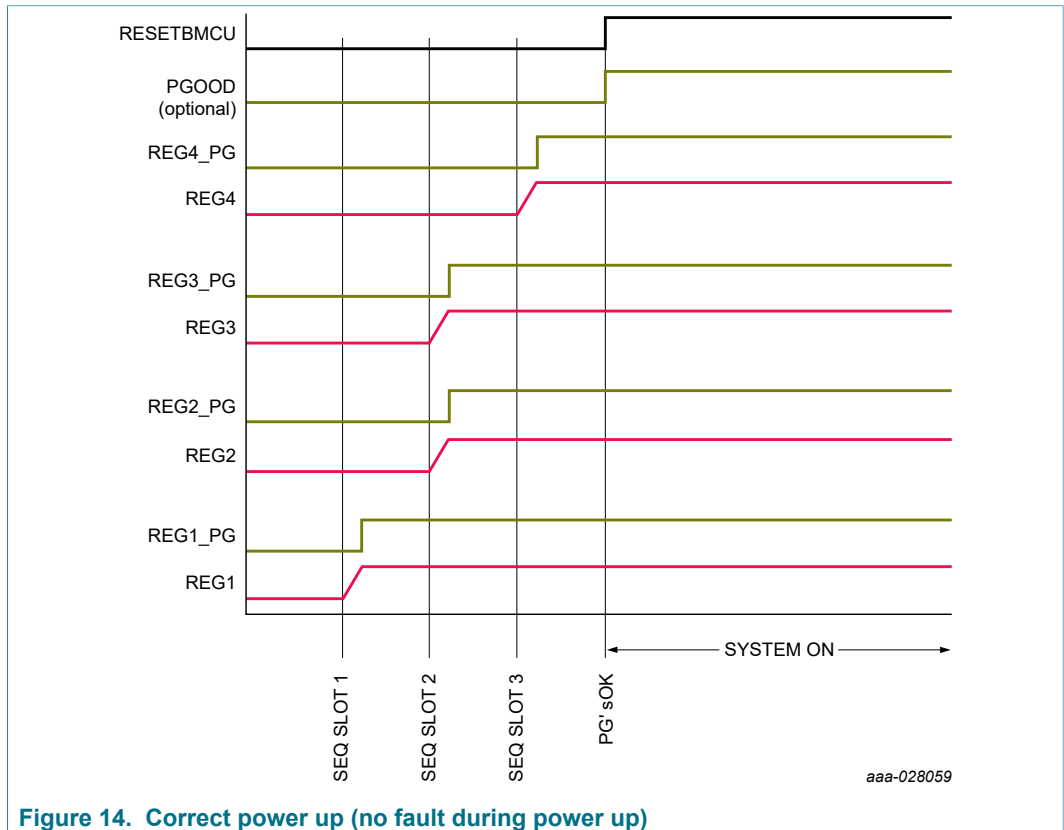 RESETBMCU
PGOOD
(optional)
REG4_PG
REG4
REG3_PG
REG3
REG2_PG
REG2
REG1_PG
REG1
SYSTEM ON
SEQ SLOT 1
SEQ SLOT 2
SEQ SLOT 3
PG' sOK
aaa-028059
Figure 14. Correct power up (no fault during power up)